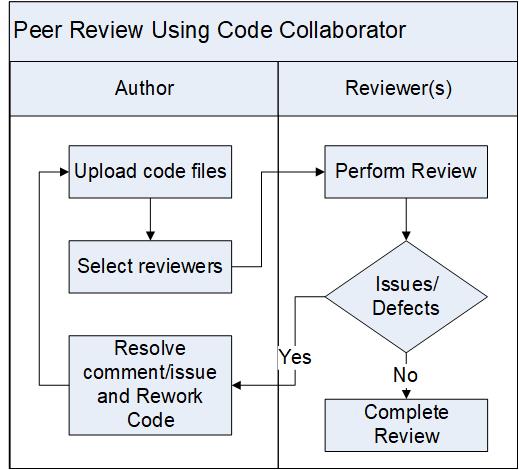 Peer Review Using Code Collaborator
Author
Reviewer(s)
Upload code files
Perform Review
Select reviewers
Issues/
Defects
Yes
Resolve
comment/issue
and Rework
Code
No
Complete
Review